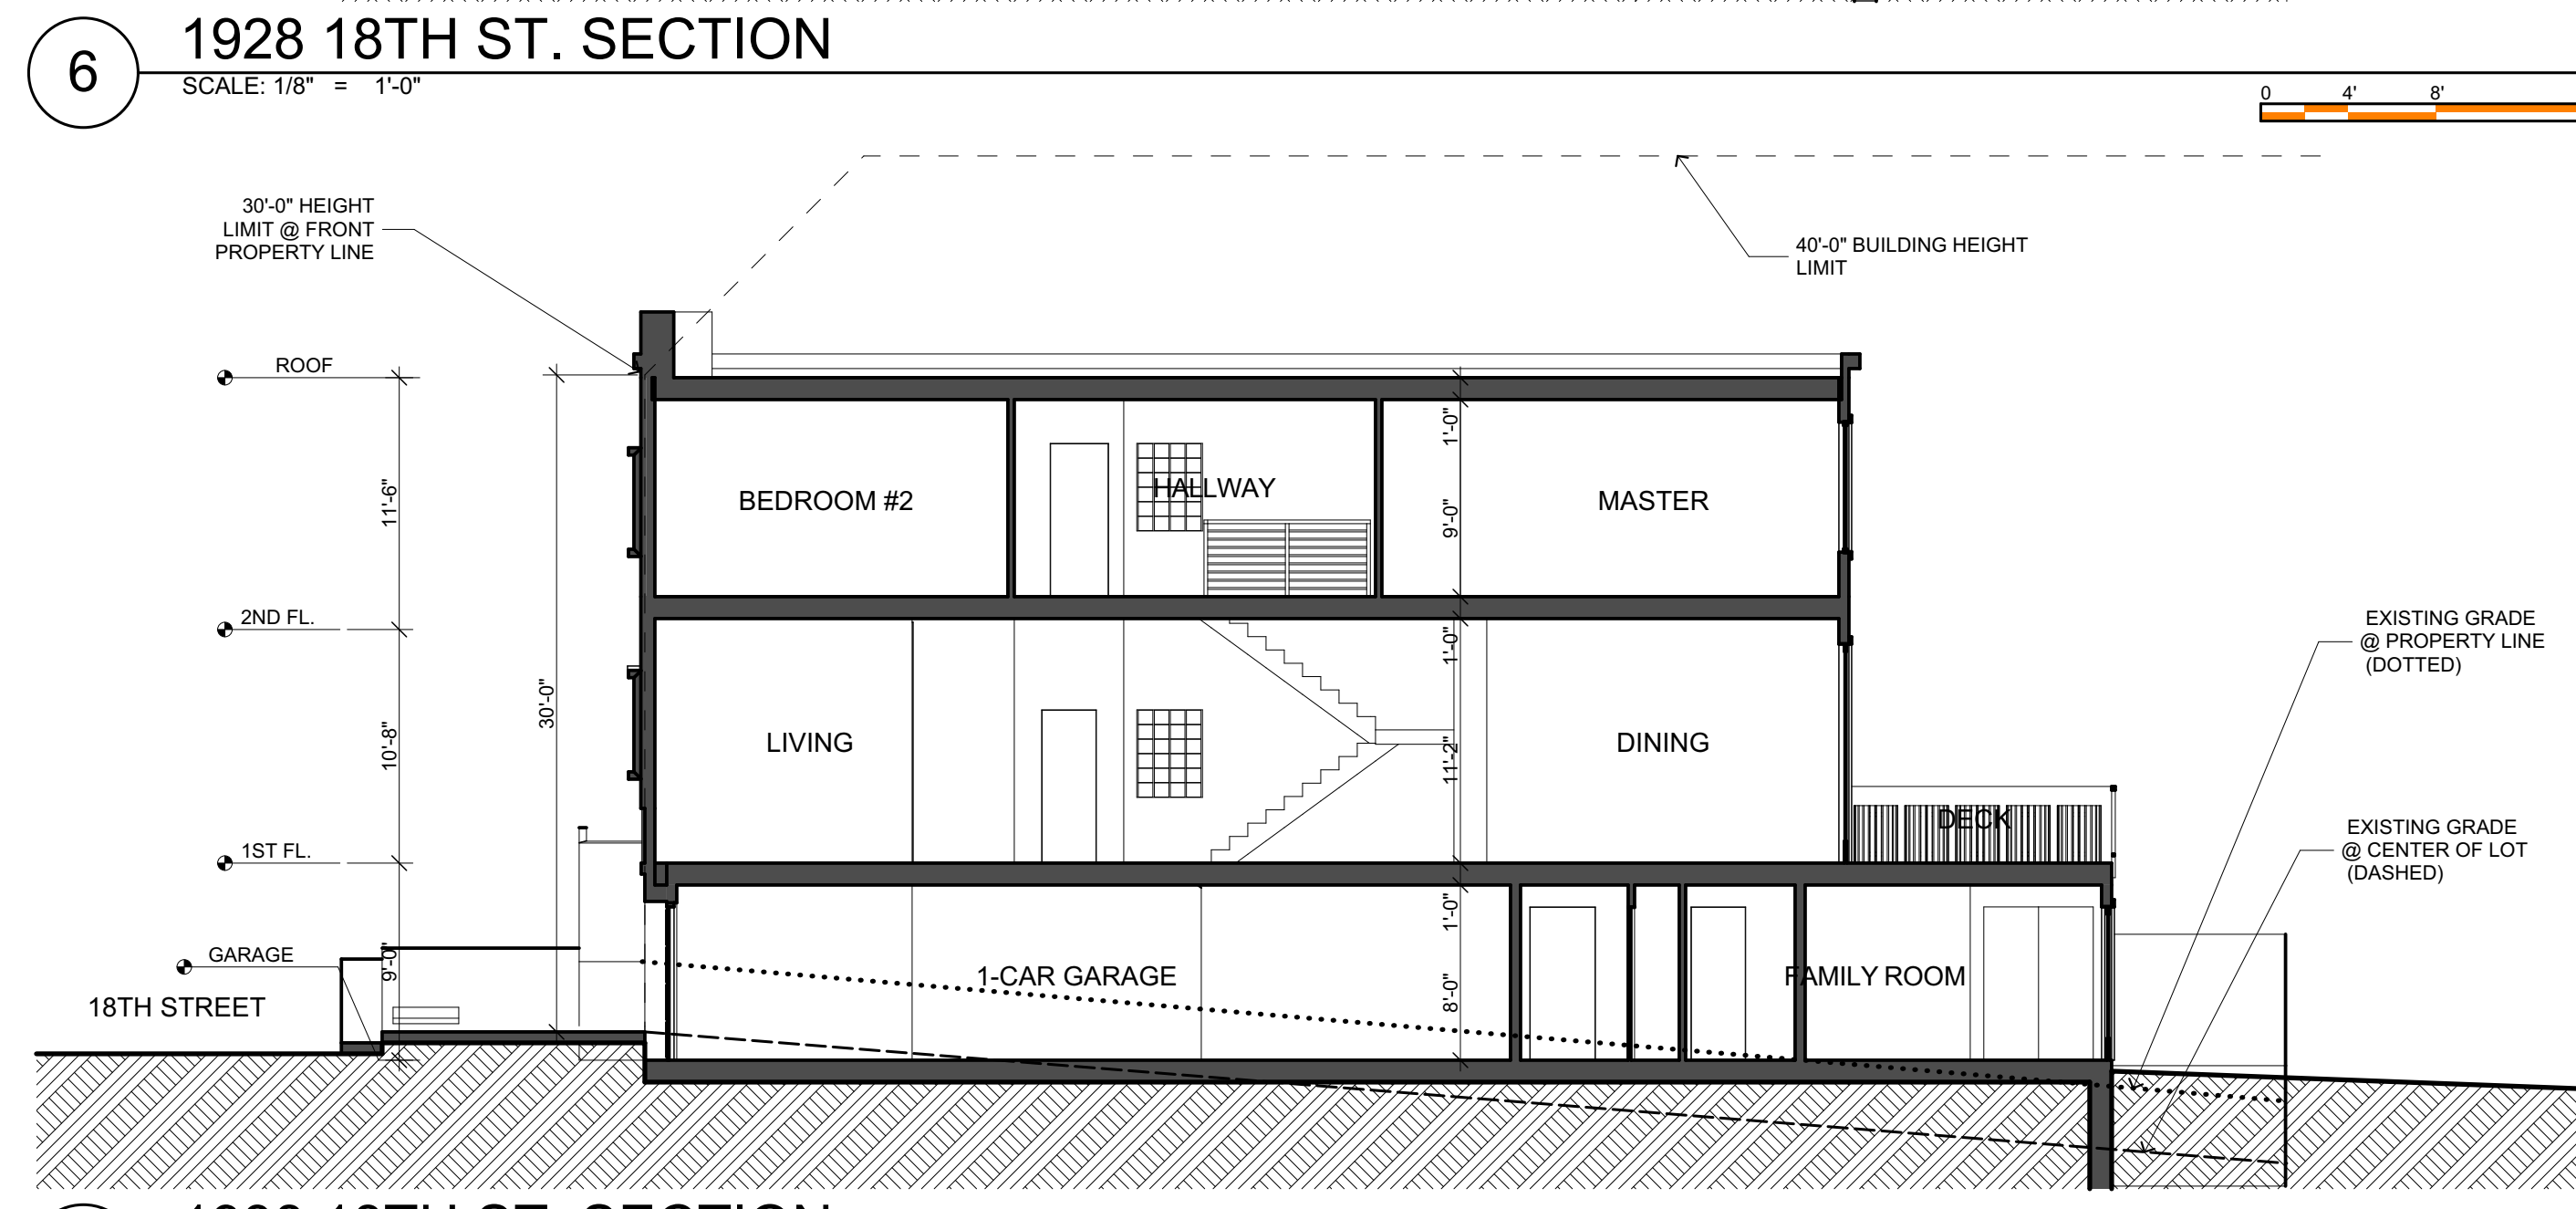 6
1928 18TH ST. SECTION
SCALE: 1/8" = 1'-0"
0 4' 8'
30'-0" HEIGHT
LIMIT @ FRONT
PROPERTY LINE
40'-0" BUILDING HEIGHT
LIMIT
ROOF
11'-6"
BEDROOM #2
HALLWAY
1'-0"
9'-0"
MASTER
2ND FL.
10'-8"
30'-0"
LIVING
1'-0"
11'-2"
DINING
DECK
EXISTING GRADE
@ PROPERTY LINE
(DOTTED)
EXISTING GRADE
@ CENTER OF LOT
(DASHED)
1ST FL.
GARAGE
9'-0"
18TH STREET
1-CAR GARAGE
1'-0"
8'-0"
FAMILY ROOM